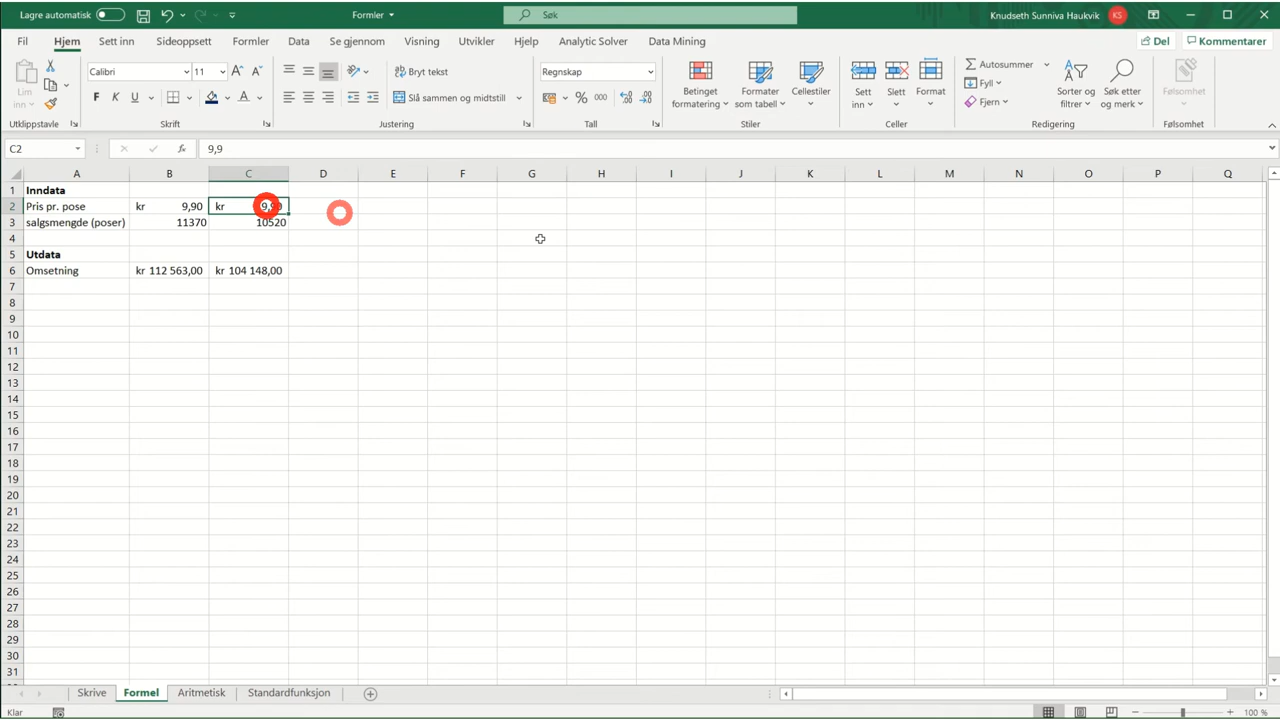 Lagre automatisk
Formler
Søk
Knudseth Sunniva Haukvik
KS
Fil
Hjem
Sett inn
Sideoppsett
Formler
Data
Se gjennom
Visning
Utvikler
Hjelp
Analytic Solver
Data Mining
Del
Kommentarer
Lim
inn
Calibri
11
F
K
U
Bryt tekst
Slå sammen og midtstill
Regnskap
%
000
Betinget
formatering
Formater
som tabell
Cellestiler
Sett
inn
Slett
Format
Autosummer
Fyll
Fjern
Sorter og
filtrer
Søk etter
og merk
Følsomhet
Utklippstavle
Skrift
Justering
Tall
Stiler
Celler
Redigering
Følsomhet
C2
fx
9,9
A B C D E F G H I J K L M N O P Q
1 Inndata
2 Pris pr. pose kr 9,90 kr
3 salgsmengde (poser) 11370 10520
4
5 Utdata
6 Omsetning kr 112 563,00 kr 104 148,00
7
8
9
10
11
12
13
14
15
16
17
18
19
20
21
22
23
24
25
26
27
28
29
30
31
Skrive
Formel
Aritmetisk
Standardfunksjon
Klar
100 %